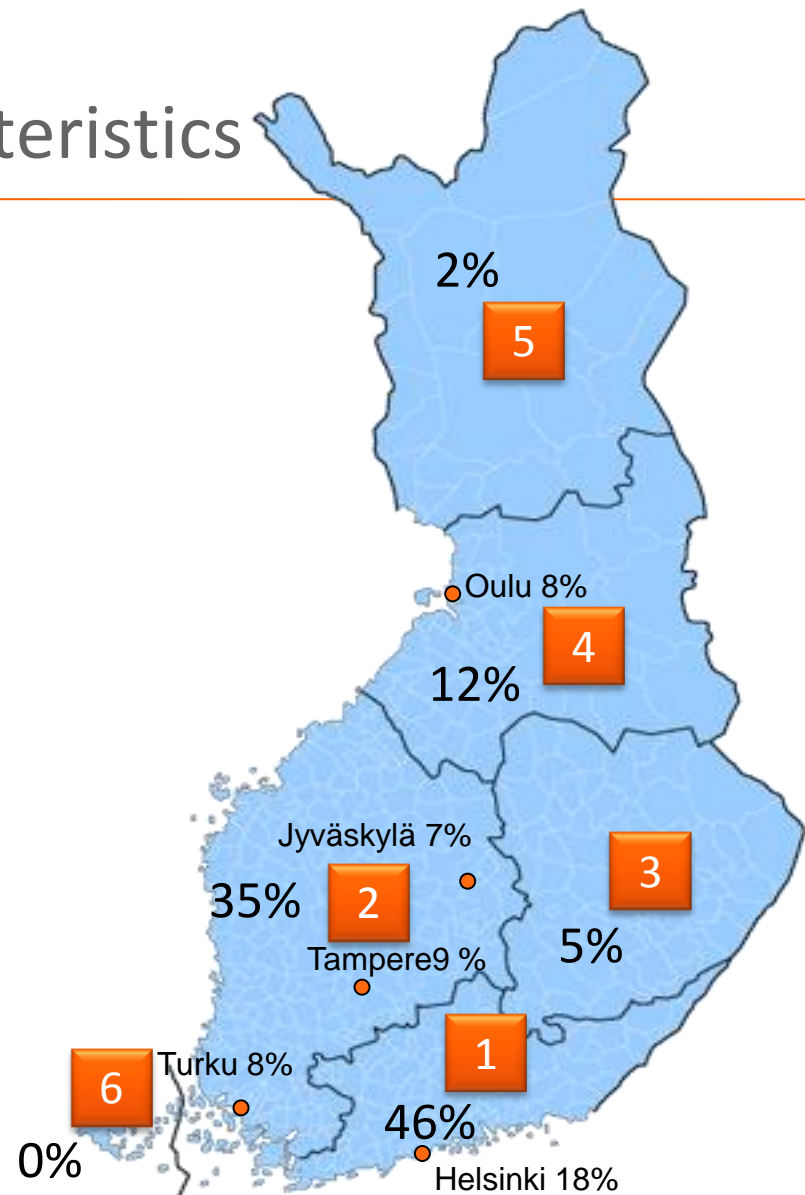 teristics
2%
5
Oulu 8%
4
12%
Jyväskylä 7%
3
35%
2
5%
Tampere9 %
1
Turku 8%
6
46%
0%
Helsinki 18%